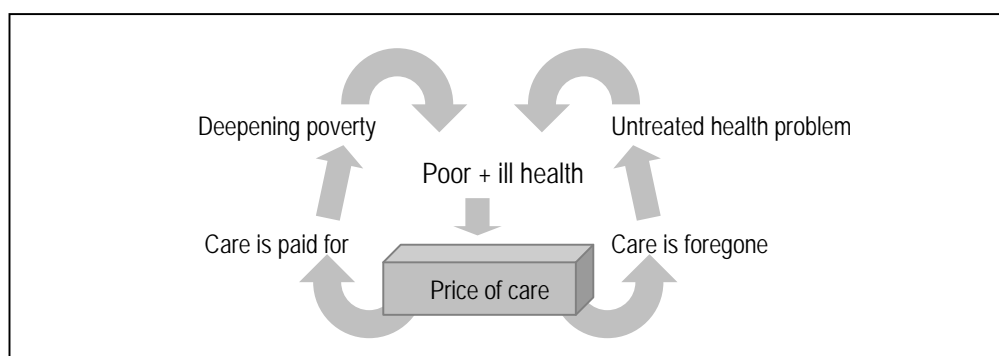 Deepening poverty
Untreated health problem
Poor + ill health
Care is paid for
Care is foregone
Price of care